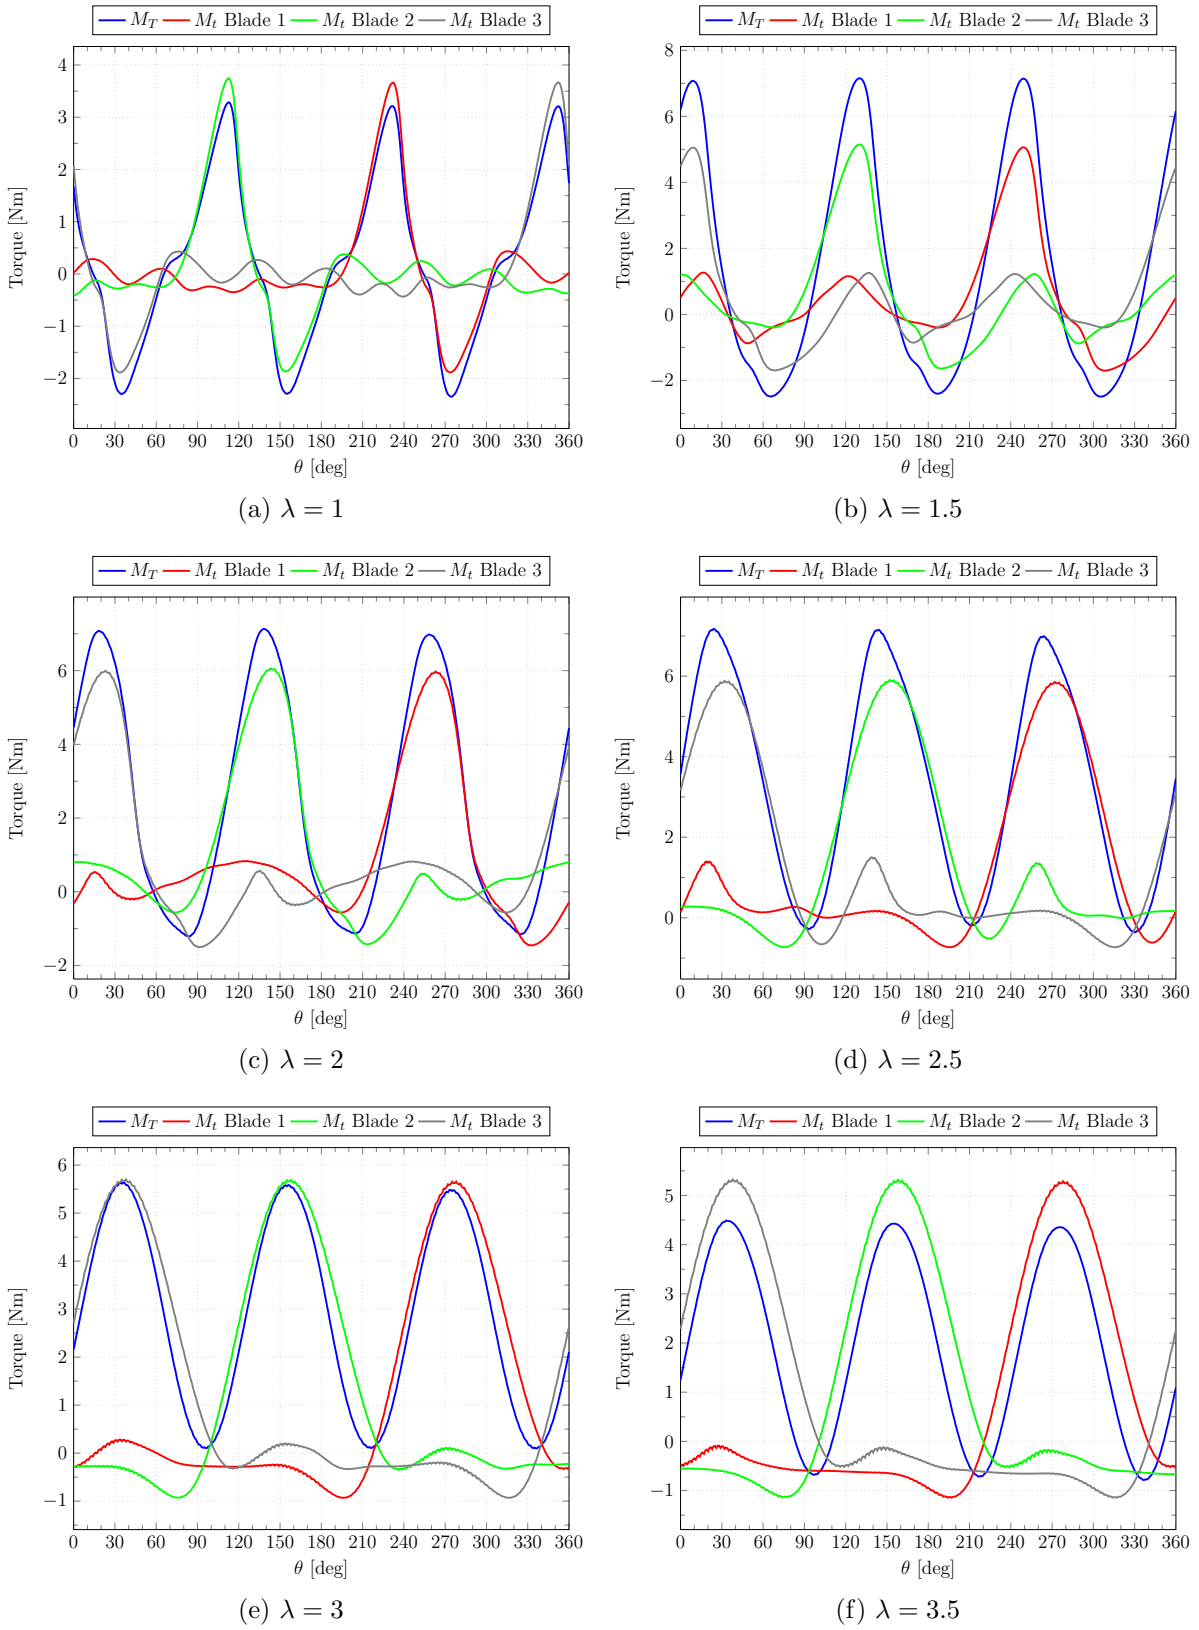 M_T M_t Blade 1 M_t Blade 2 M_t Blade 3
4
3
2
1
0
−1
−2
Torque [Nm]
0 30 60 90 120 150 180 210 240 270 300 330 360
θ [deg]
(a) λ = 1
M_T M_t Blade 1 M_t Blade 2 M_t Blade 3
8
6
4
2
0
−2
Torque [Nm]
0 30 60 90 120 150 180 210 240 270 300 330 360
θ [deg]
(b) λ = 1.5
M_T M_t Blade 1 M_t Blade 2 M_t Blade 3
6
4
2
0
−2
Torque [Nm]
0 30 60 90 120 150 180 210 240 270 300 330 360
θ [deg]
(c) λ = 2
M_T M_t Blade 1 M_t Blade 2 M_t Blade 3
6
4
2
0
Torque [Nm]
0 30 60 90 120 150 180 210 240 270 300 330 360
θ [deg]
(d) λ = 2.5
M_T M_t Blade 1 M_t Blade 2 M_t Blade 3
6
5
4
3
2
1
0
−1
Torque [Nm]
0 30 60 90 120 150 180 210 240 270 300 330 360
θ [deg]
(e) λ = 3
M_T M_t Blade 1 M_t Blade 2 M_t Blade 3
5
4
3
2
1
0
−1
Torque [Nm]
0 30 60 90 120 150 180 210 240 270 300 330 360
θ [deg]
(f) λ = 3.5